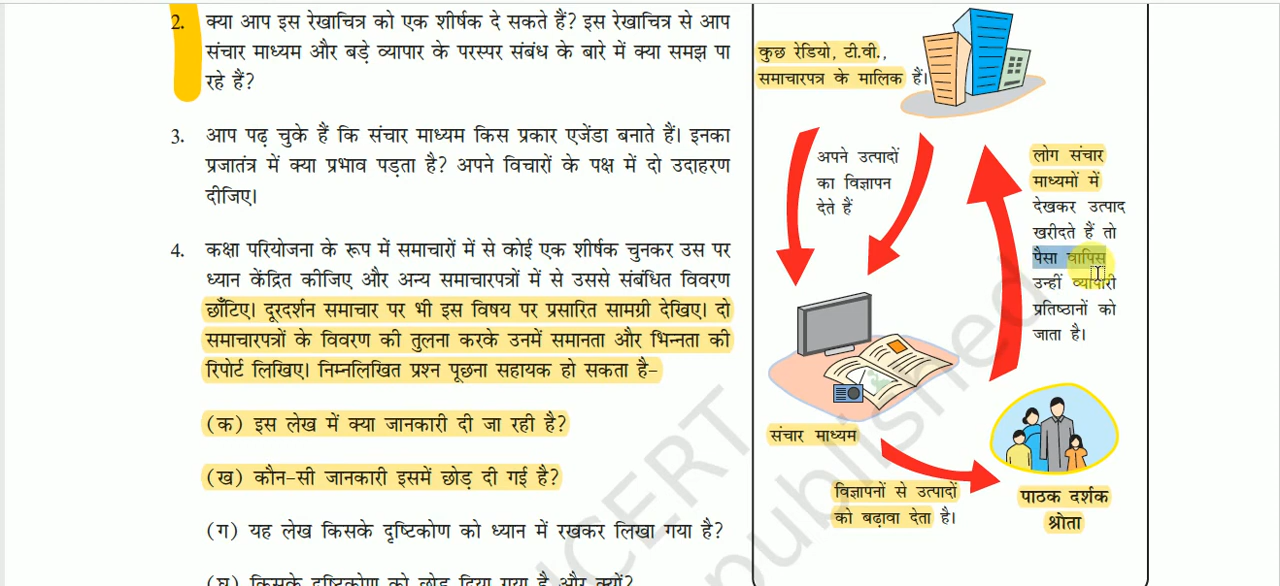 2. क्या आप इस रेखाचित्र को एक शीर्षक दे सकते हैं? इस रेखाचित्र से आप
संचार माध्यम और बड़े व्यापार के परस्पर संबंध के बारे में क्या समझ पा
रहे हैं?
3. आप पढ़ चुके हैं कि संचार माध्यम किस प्रकार एजेंडा बनाते हैं। इनका
प्रजातंत्र में क्या प्रभाव पड़ता है? अपने विचारों के पक्ष में दो उदाहरण
दीजिए।
4. कक्षा परियोजना के रूप में समाचारों में से कोई एक शीर्षक चुनकर उस पर
ध्यान केंद्रित कीजिए और अन्य समाचारपत्रों में से उससे संबंधित विवरण
छाँटिए। दूरदर्शन समाचार पर भी इस विषय पर प्रसारित सामग्री देखिए। दो
समाचारपत्रों के विवरण की तुलना करके उनमें समानता और भिन्नता की
रिपोर्ट लिखिए। निम्नलिखित प्रश्न पूछना सहायक हो सकता है–
(क) इस लेख में क्या जानकारी दी जा रही है?
(ख) कौन-सी जानकारी इसमें छोड़ दी गई है?
(ग) यह लेख किसके दृष्टिकोण को ध्यान में रखकर लिखा गया है?
(घ) किसके दृष्टिकोण को छोड़ दिया गया है और क्यों?
कुछ रेडियो, टी.वी.,
समाचारपत्र के मालिक हैं।
अपने उत्पादों
का विज्ञापन
देते हैं
लोग संचार
माध्यमों में
देखकर उत्पाद
खरीदते हैं तो
पैसा वापिस
उन्हीं व्यापारी
प्रतिष्ठानों को
जाता है।
संचार माध्यम
विज्ञापनों से उत्पादों
को बढ़ावा देता है।
पाठक दर्शक
श्रोता
NCERT
published